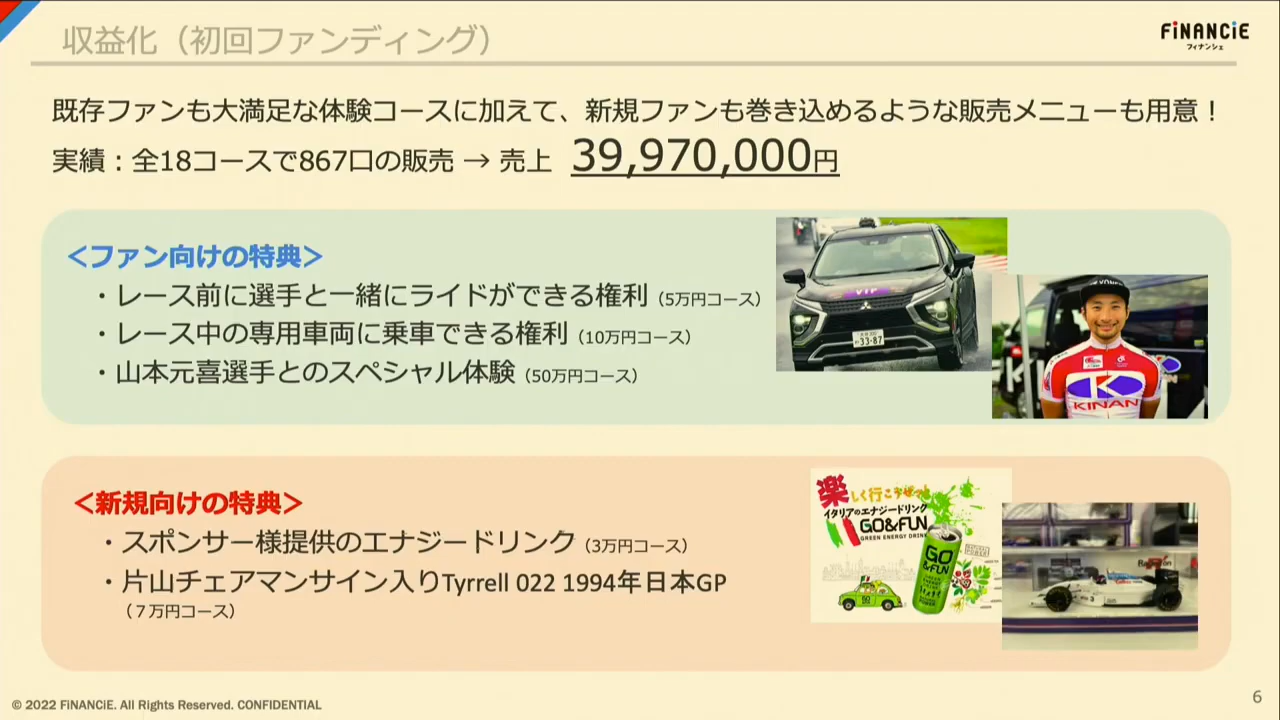 収益化（初回ファンディング）
FiNANCiE
フィナンシェ
既存ファンも大満足な体験コースに加えて、新規ファンも巻き込めるような販売メニューも用意！
実績：全18コースで867口の販売 → 売上 39,970,000円
＜ファン向けの特典＞
・レース前に選手と一緒にライドができる権利（5万円コース）
・レース中の専用車両に乗車できる権利（10万円コース）
・山本元喜選手とのスペシャル体験（50万円コース）
VIP
33-87
KINAN
＜新規向けの特典＞
・スポンサー様提供のエナジードリンク（3万円コース）
・片山チェアマンサイン入りTyrrell 022 1994年日本GP
（７万円コース）
楽しく行こうぜっ！
イタリアのエナジードリンク
GO&FUN
GREEN ENERGY DRINK
GO
&FUN
© 2022 FiNANCiE. All Rights Reserved. CONFIDENTIAL
6